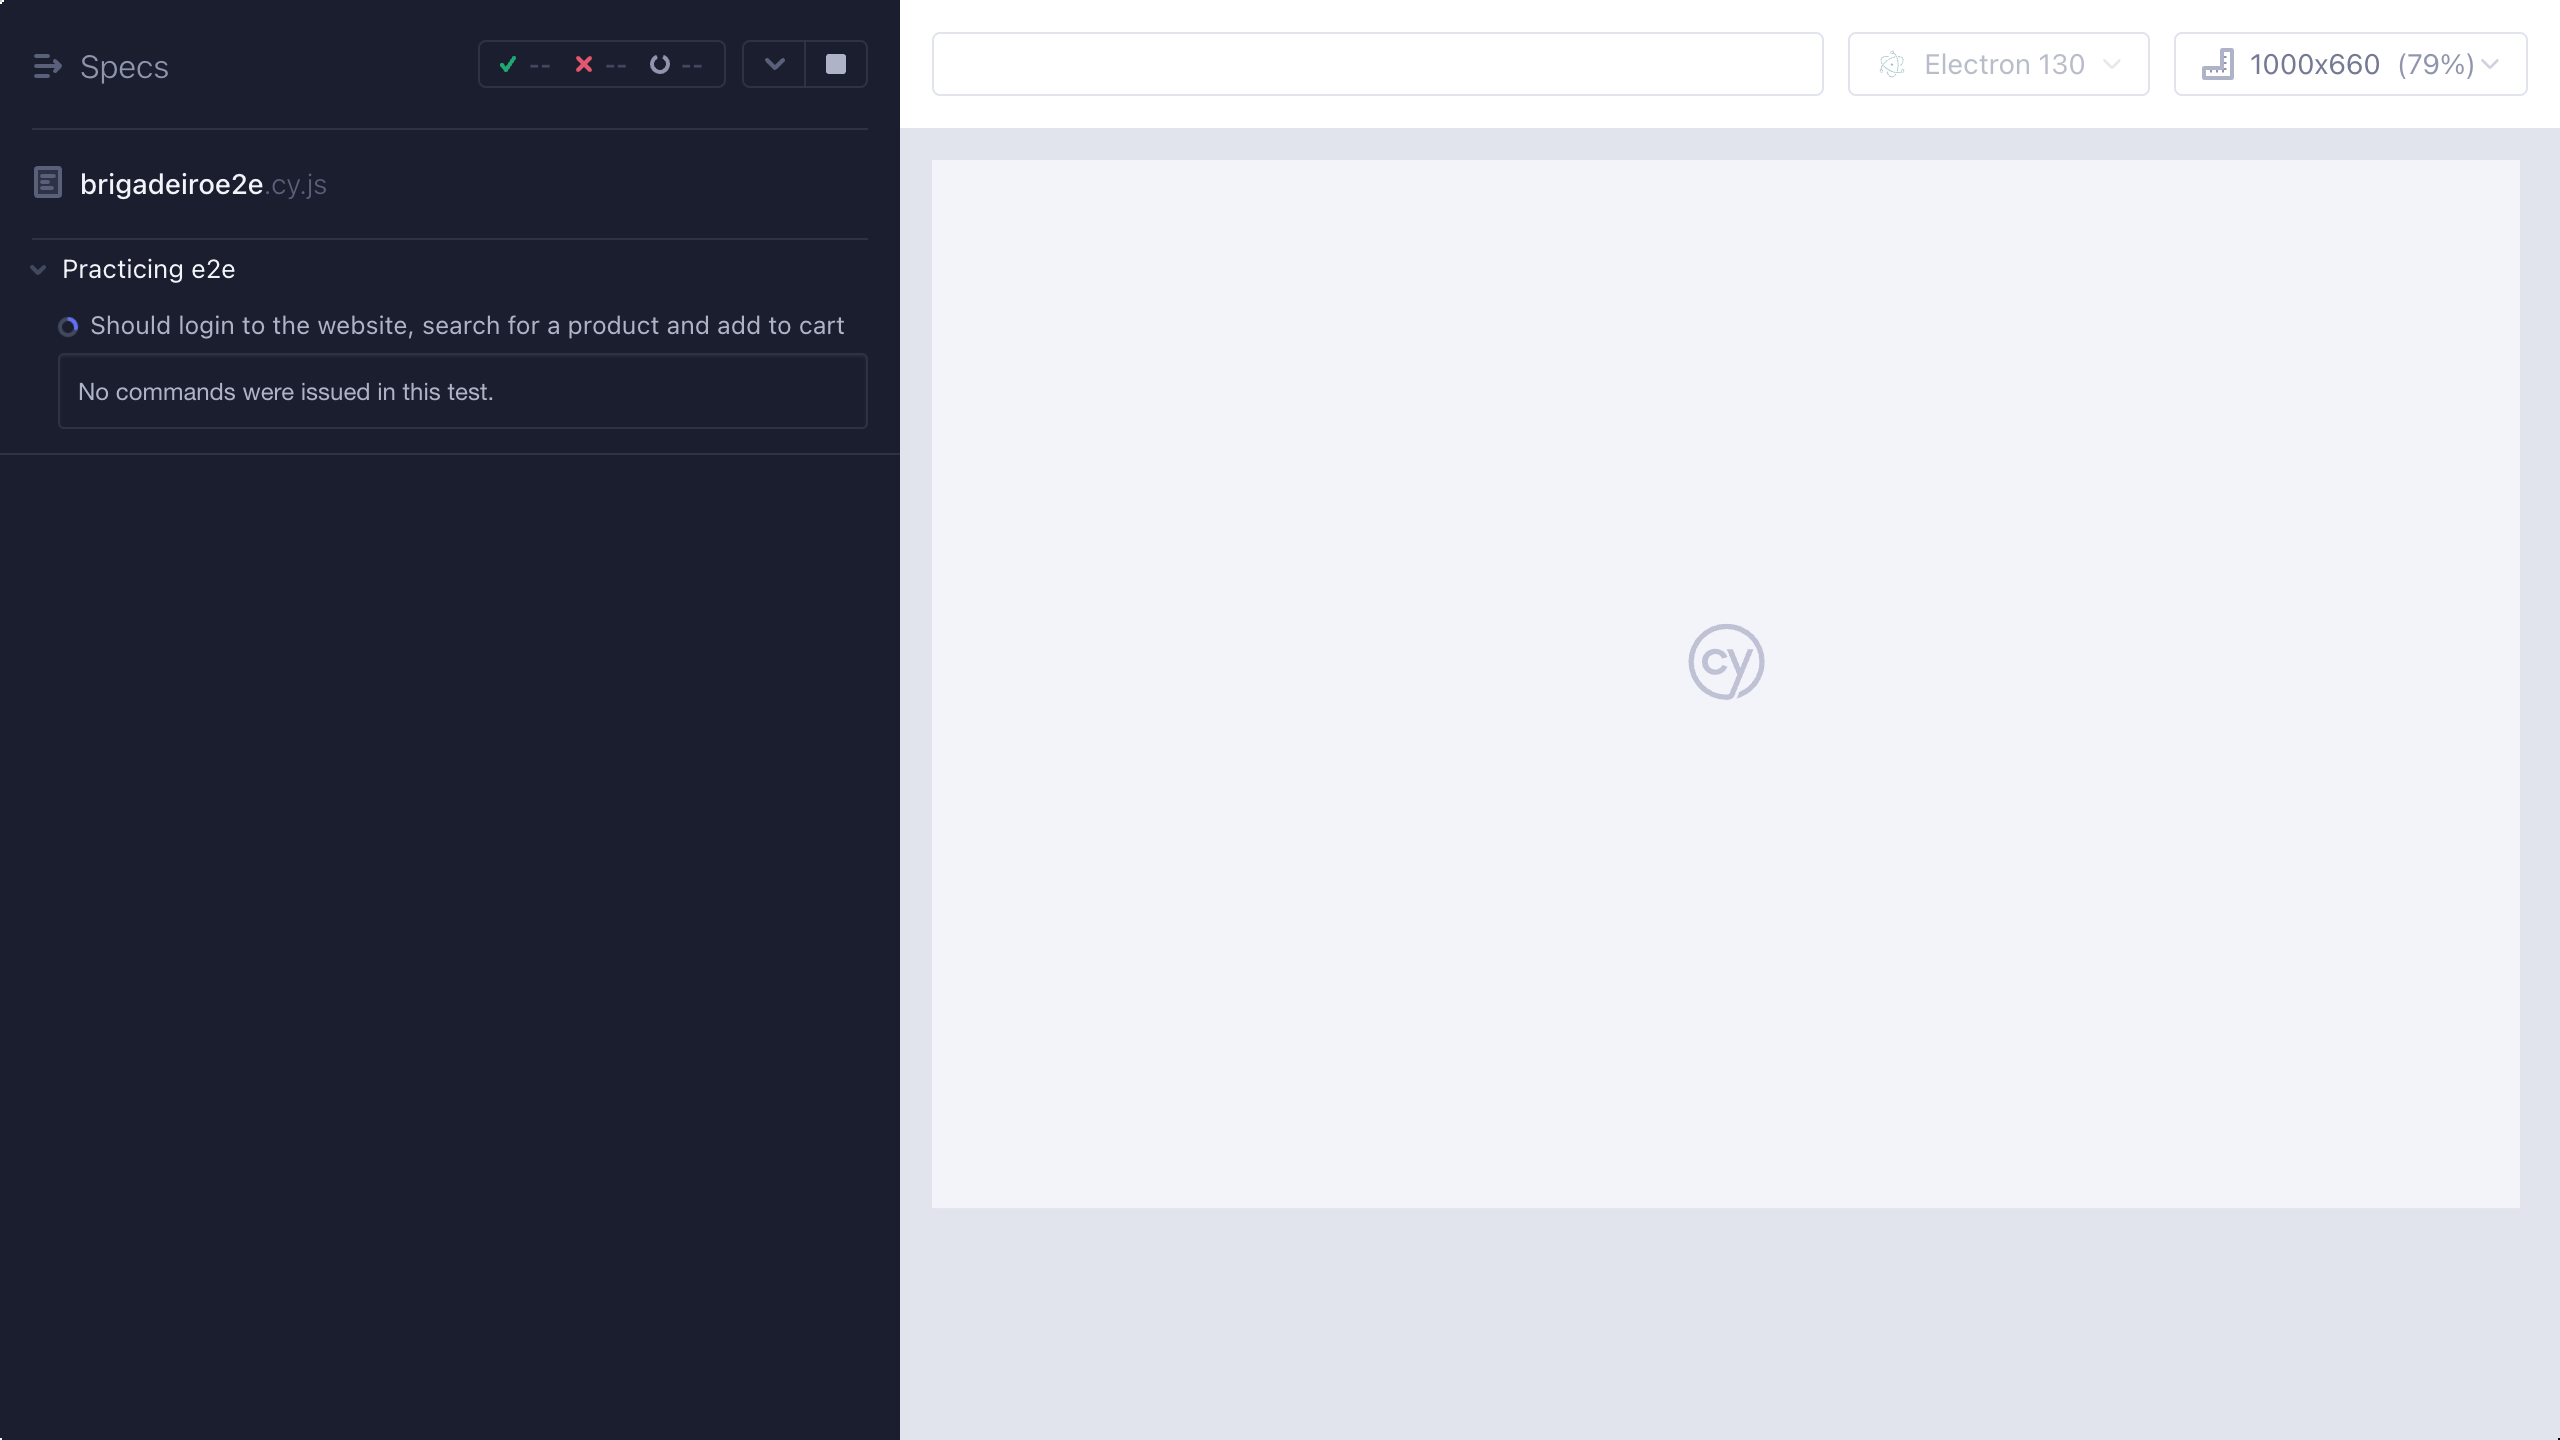 Specs
-- -- --
brigadeiroe2e.cy.js
Practicing e2e
Should login to the website, search for a product and add to cart
No commands were issued in this test.
Electron 130
1000x660 (79%)
cy